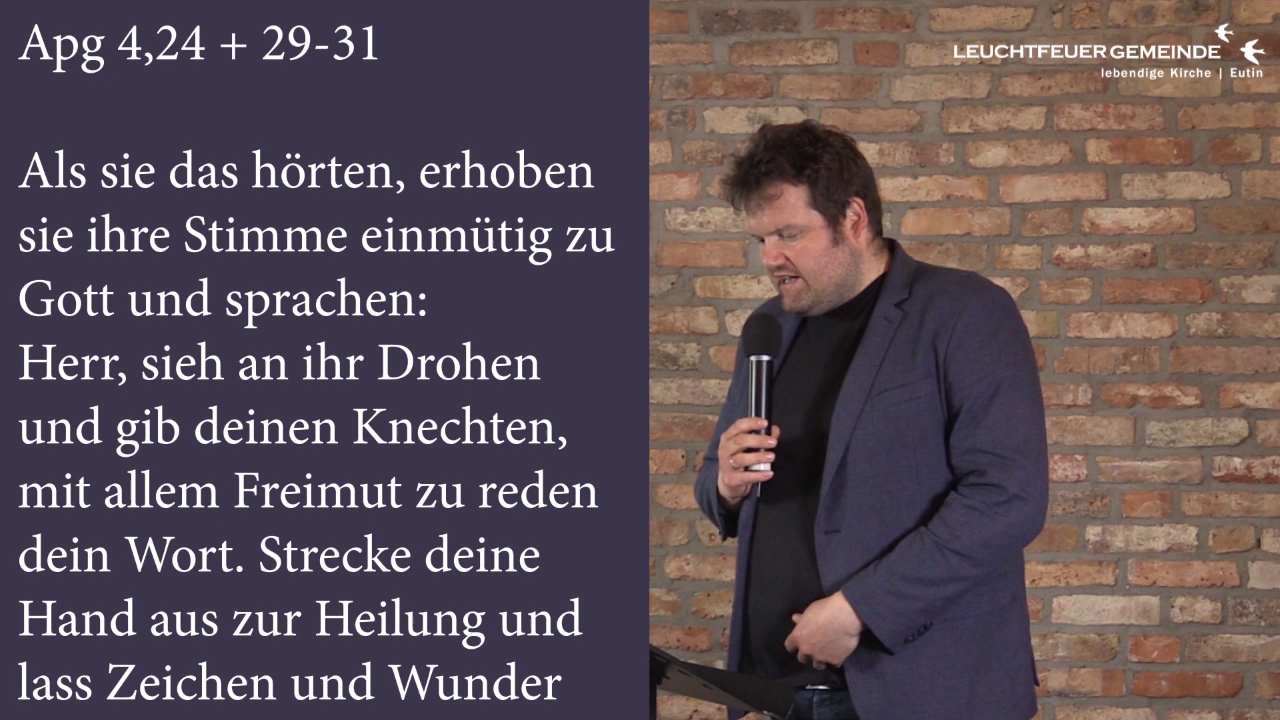 Apg 4,24 + 29-31
Als sie das hörten, erhoben
sie ihre Stimme einmütig zu
Gott und sprachen:
Herr, sieh an ihr Drohen
und gib deinen Knechten,
mit allem Freimut zu reden
dein Wort. Strecke deine
Hand aus zur Heilung und
lass Zeichen und Wunder
LEUCHTFEUER GEMEINDE
lebendige Kirche | Eutin